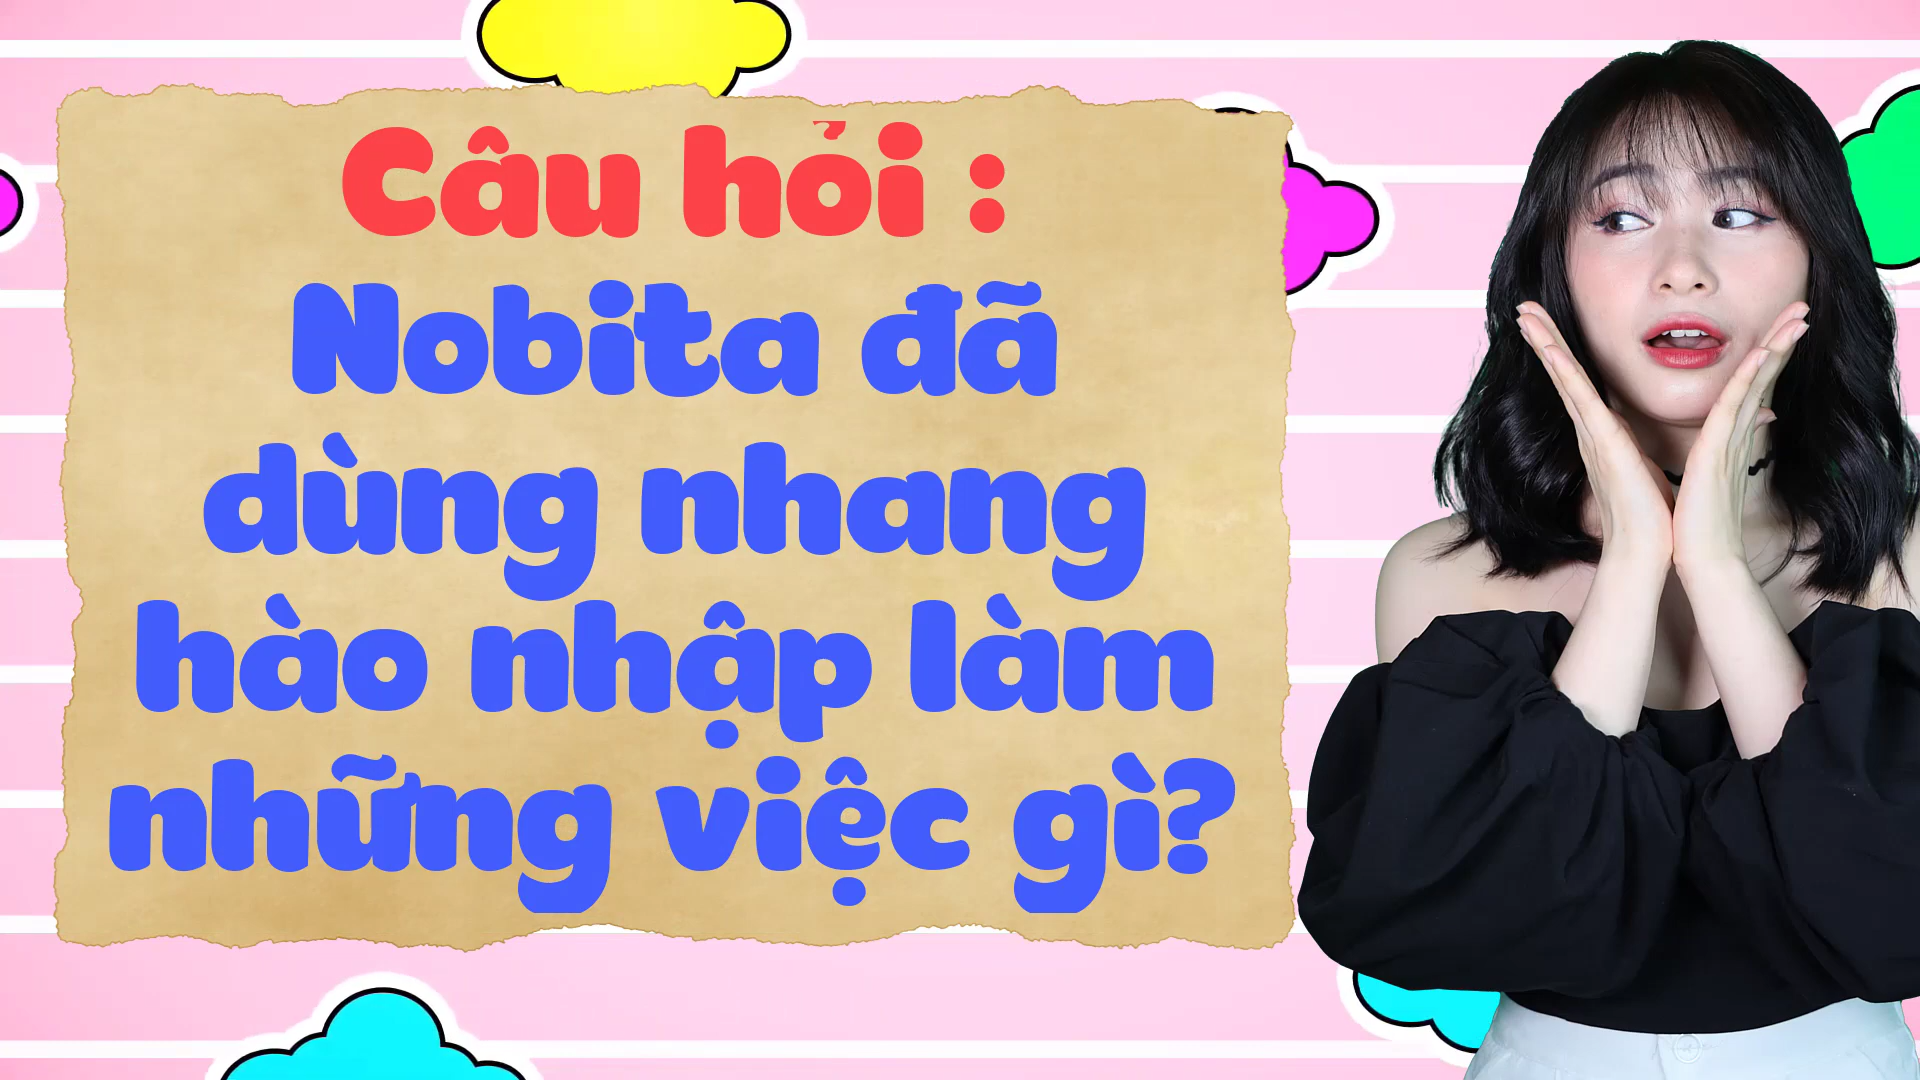 Câu hỏi :
Nobita đã
dùng nhang
hào nhập làm
những việc gì?